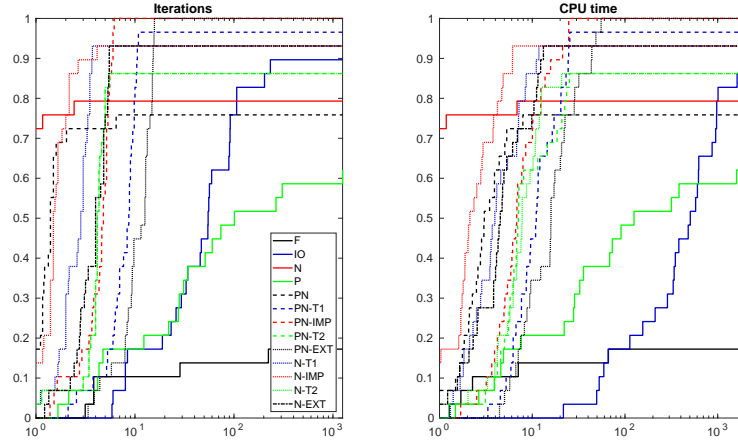 Iterations
1
0.9
0.8
0.7
0.6
0.5
0.4
0.3
0.2
0.1
0
10^0
10^1
10^2
10^3
F
IO
N
P
PN
PN-T1
PN-IMP
PN-T2
PN-EXT
N-T1
N-IMP
N-T2
N-EXT
CPU time
1
0.9
0.8
0.7
0.6
0.5
0.4
0.3
0.2
0.1
0
10^0
10^1
10^2
10^3